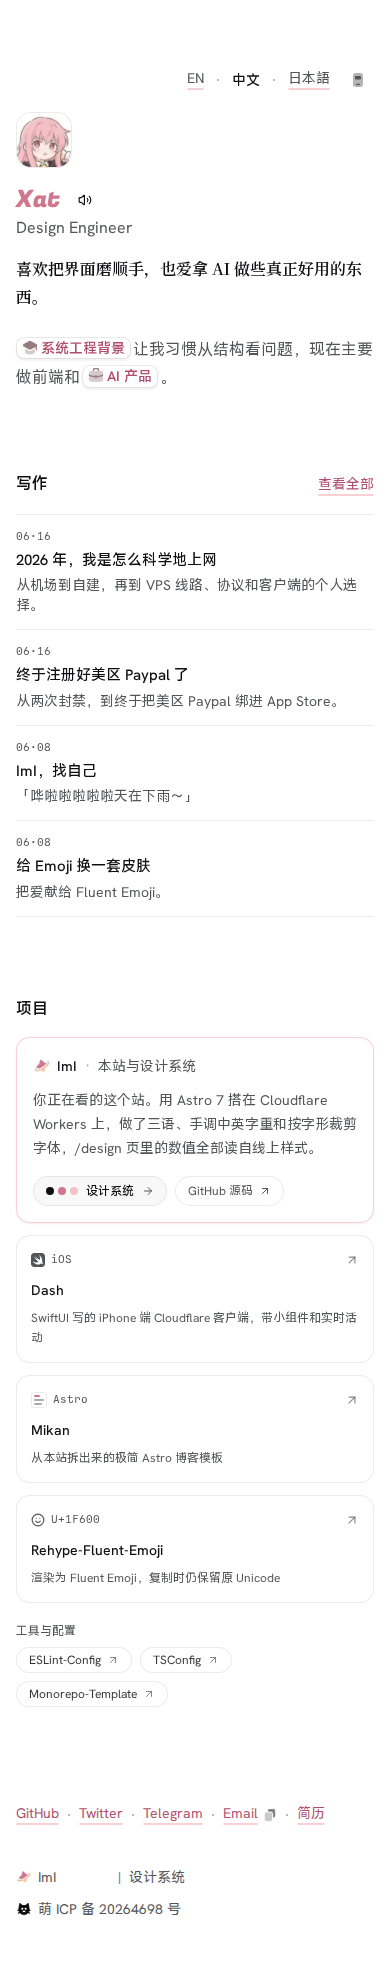 EN · 中文 · 日本語
Xat
Design Engineer
喜欢把界面磨顺手，也爱拿 AI 做些真正好用的东
西。
系统工程背景 让我习惯从结构看问题，现在主要
做前端和 AI 产品 。
写作 查看全部
06·16
2026 年，我是怎么科学地上网
从机场到自建，再到 VPS 线路、协议和客户端的个人选
择。
06·16
终于注册好美区 Paypal 了
从两次封禁，到终于把美区 Paypal 绑进 App Store。
06·08
ImI，找自己
「哗啦啦啦啦啦天在下雨～」
06·08
给 Emoji 换一套皮肤
把爱献给 Fluent Emoji。
项目
ImI · 本站与设计系统
你正在看的这个站。用 Astro 7 搭在 Cloudflare
Workers 上，做了三语、手调中英字重和按字形裁剪
字体，/design 页里的数值全部读自线上样式。
设计系统 → GitHub 源码 ↗
iOS ↗
Dash
SwiftUI 写的 iPhone 端 Cloudflare 客户端，带小组件和实时活
动
Astro ↗
Mikan
从本站拆出来的极简 Astro 博客模板
U+1F600 ↗
Rehype-Fluent-Emoji
渲染为 Fluent Emoji，复制时仍保留原 Unicode
工具与配置
ESLint-Config ↗ TSConfig ↗
Monorepo-Template ↗
GitHub · Twitter · Telegram · Email · 简历
ImI | 设计系统
萌 ICP 备 20264698 号